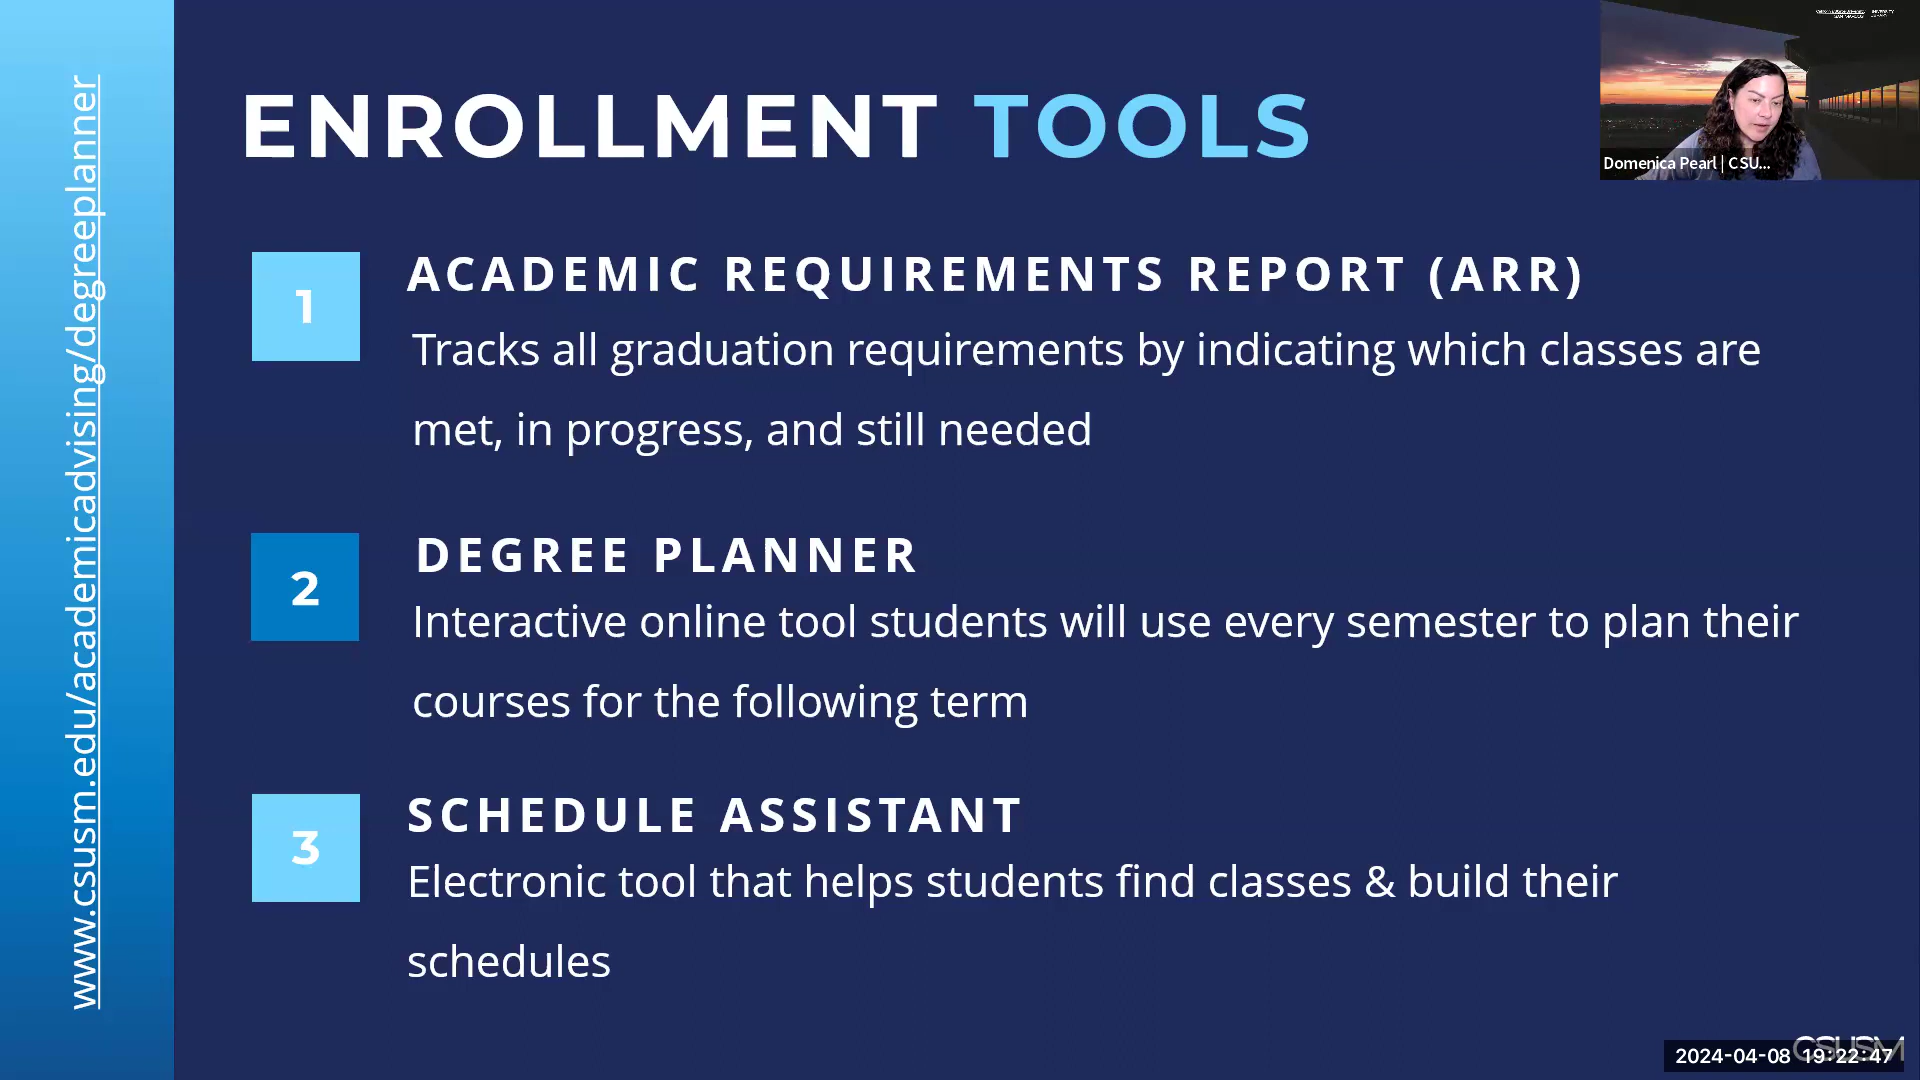 www.csusm.edu/academicadvising/degreeplanner
ENROLLMENT TOOLS
1
ACADEMIC REQUIREMENTS REPORT (ARR)
Tracks all graduation requirements by indicating which classes are
met, in progress, and still needed
2
DEGREE PLANNER
Interactive online tool students will use every semester to plan their
courses for the following term
3
SCHEDULE ASSISTANT
Electronic tool that helps students find classes & build their
schedules
Domenica Pearl | CSU...
CSUSM
2024-04-08 19:22:47